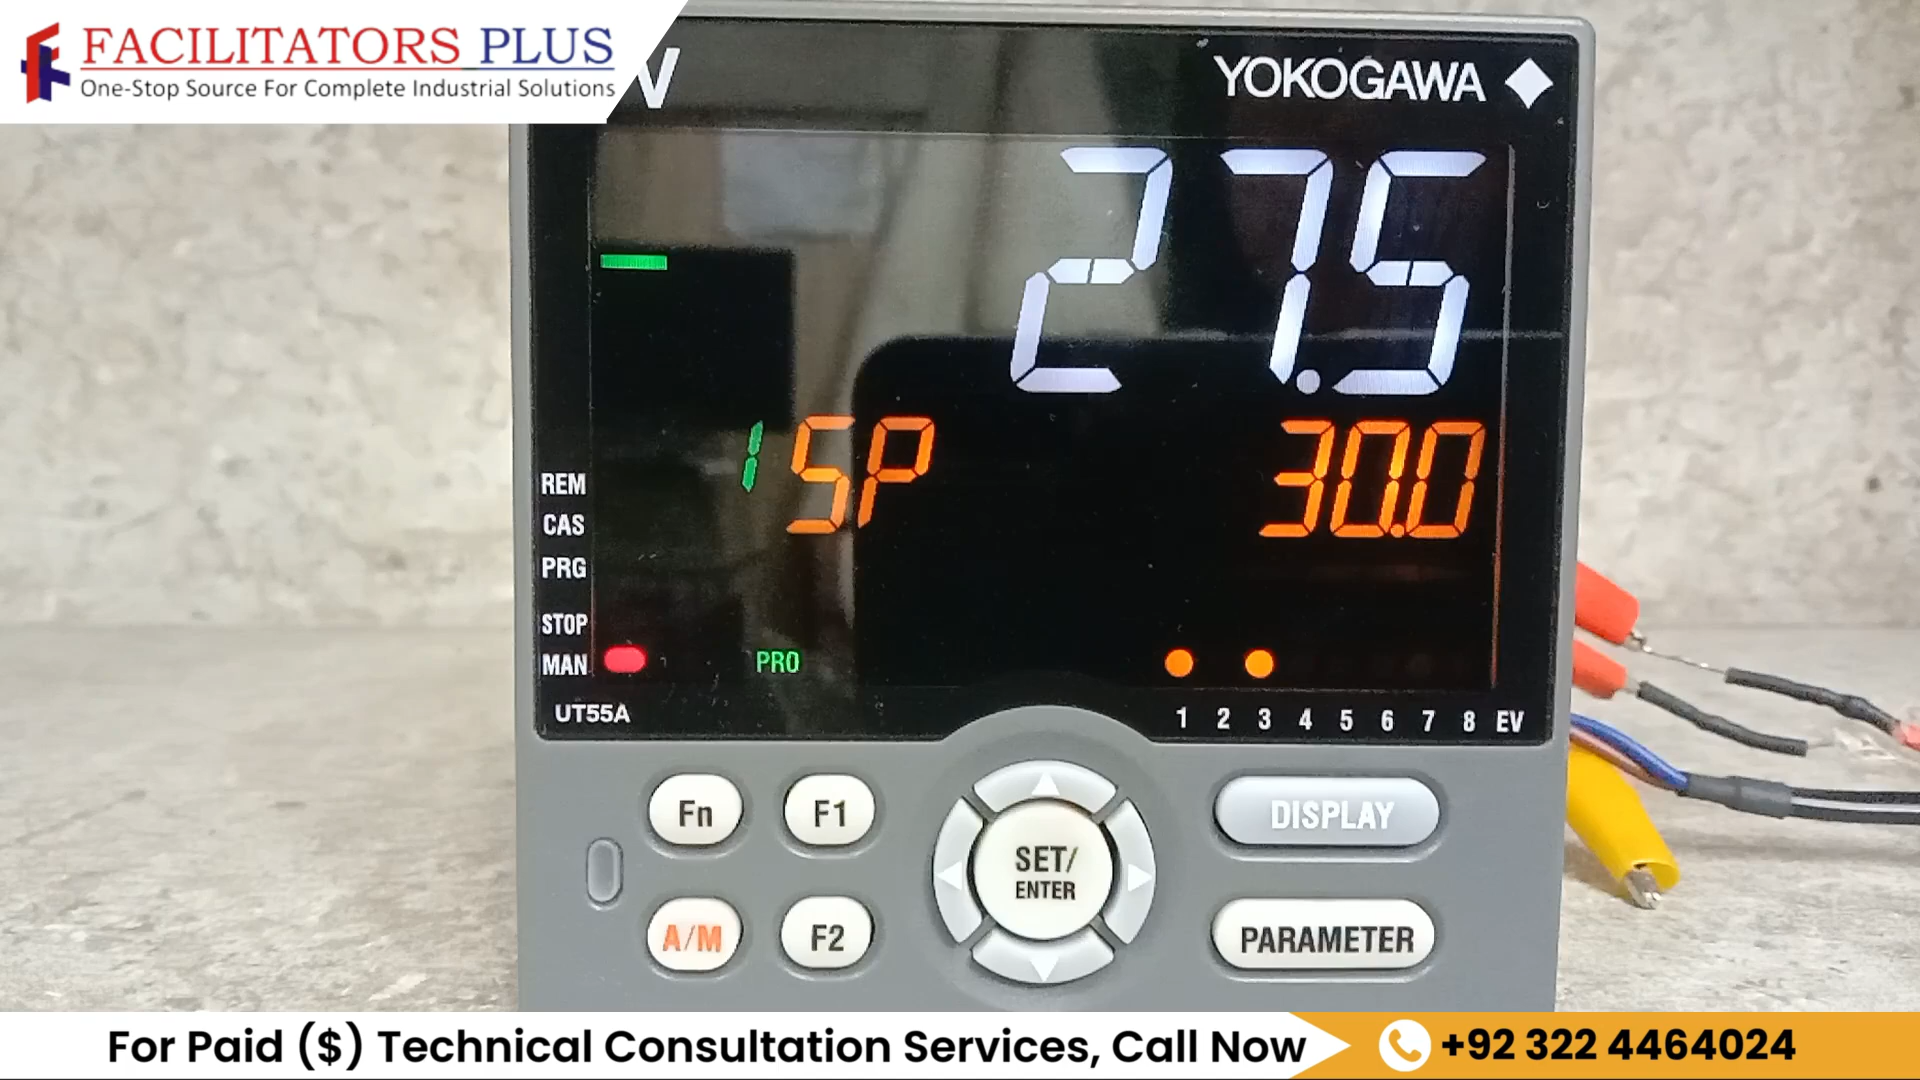 FACILITATORS PLUS
One-Stop Source For Complete Industrial Solutions
V
YOKOGAWA
27.5
1 SP 30.0
REM
CAS
PRG
STOP
MAN PRO
UT55A 1 2 3 4 5 6 7 8 EV
Fn F1 DISPLAY
SET/
ENTER
A/M F2 PARAMETER
For Paid ($) Technical Consultation Services, Call Now +92 322 4464024